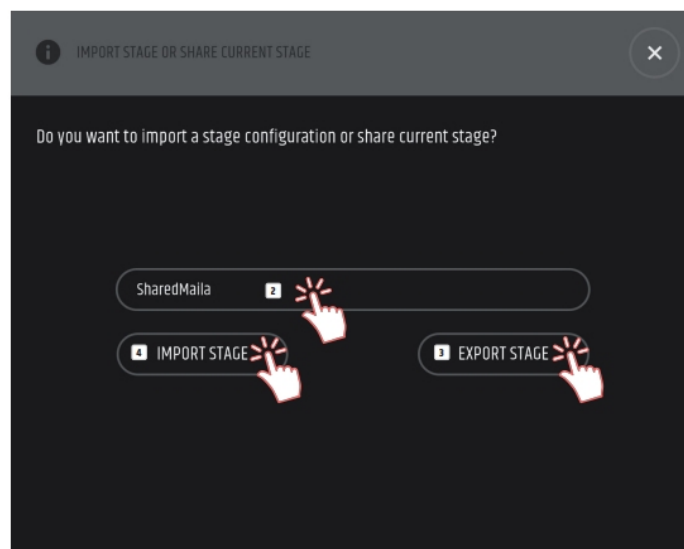 IMPORT STAGE OR SHARE CURRENT STAGE
Do you want to import a stage configuration or share current stage?
SharedMaila 2
4 IMPORT STAGE 3 EXPORT STAGE